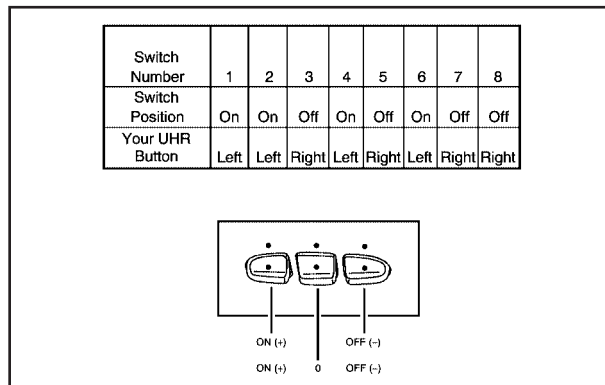 Switch
Number 1 2 3 4 5 6 7 8
Switch
Position On On Off On Off On Off Off
Your UHR
Button Left Left Right Left Right Left Right Right
ON (+) OFF (–)
ON (+) 0 OFF (–)